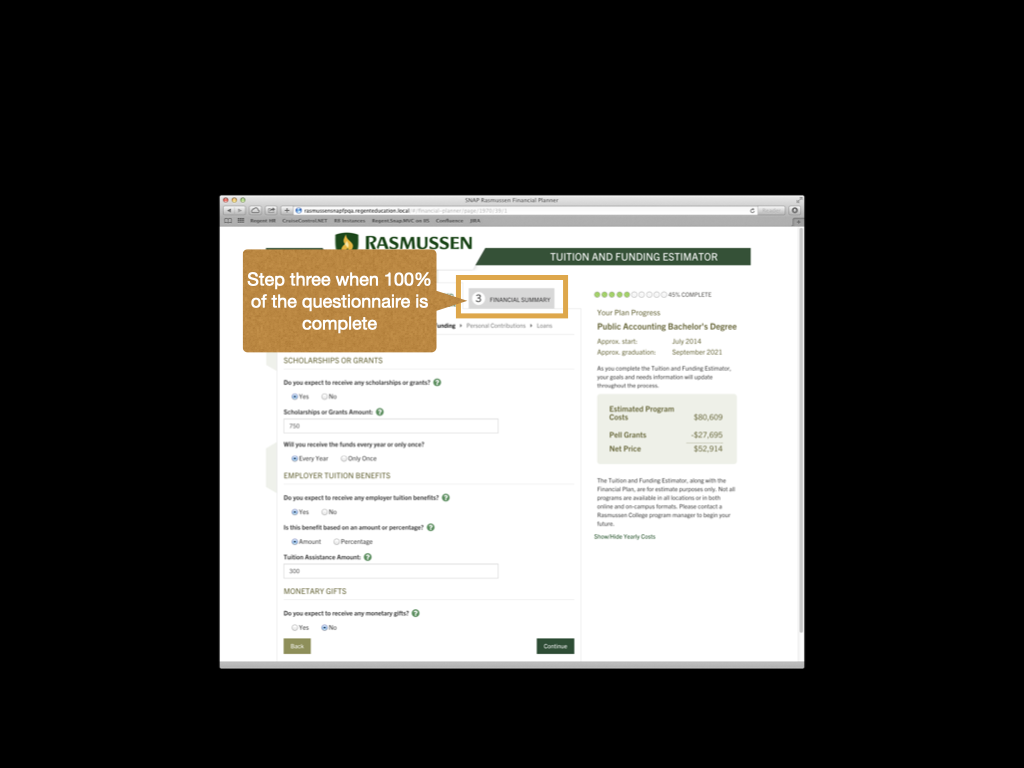 SNAP Rasmussen Financial Planner
rasmussensnapfpqa.regenteducation.local
Reader
Regent HR CruiseControl.NET RX Instances Regent.Snap.MVC on XS Confluence JIRA
RASMUSSEN
TUITION AND FUNDING ESTIMATOR
Step three when 100%
of the questionnaire is
complete
3 FINANCIAL SUMMARY
45% COMPLETE
Funding Personal Contributions Loans
SCHOLARSHIPS OR GRANTS
Do you expect to receive any scholarships or grants? ?
Yes No
Scholarships or Grants Amount: ?
750
Will you receive the funds every year or only once?
Every Year Only Once
EMPLOYER TUITION BENEFITS
Do you expect to receive any employer tuition benefits? ?
Yes No
Is this benefit based on an amount or percentage? ?
Amount Percentage
Tuition Assistance Amount: ?
300
MONETARY GIFTS
Do you expect to receive any monetary gifts? ?
Yes No
Back Continue
Your Plan Progress
Public Accounting Bachelor's Degree
Approx. start: July 2014
Approx. graduation: September 2021
As you complete the Tuition and Funding Estimator,
your goals and needs information will update
throughout the process.
Estimated Program
Costs $80,609
Pell Grants -$27,695
Net Price $52,914
The Tuition and Funding Estimator, along with the
Financial Plan, are for estimate purposes only. Not all
programs are available in all locations or in both
online and on-campus formats. Please contact a
Rasmussen College program manager to begin your
future.
Show/Hide Yearly Costs